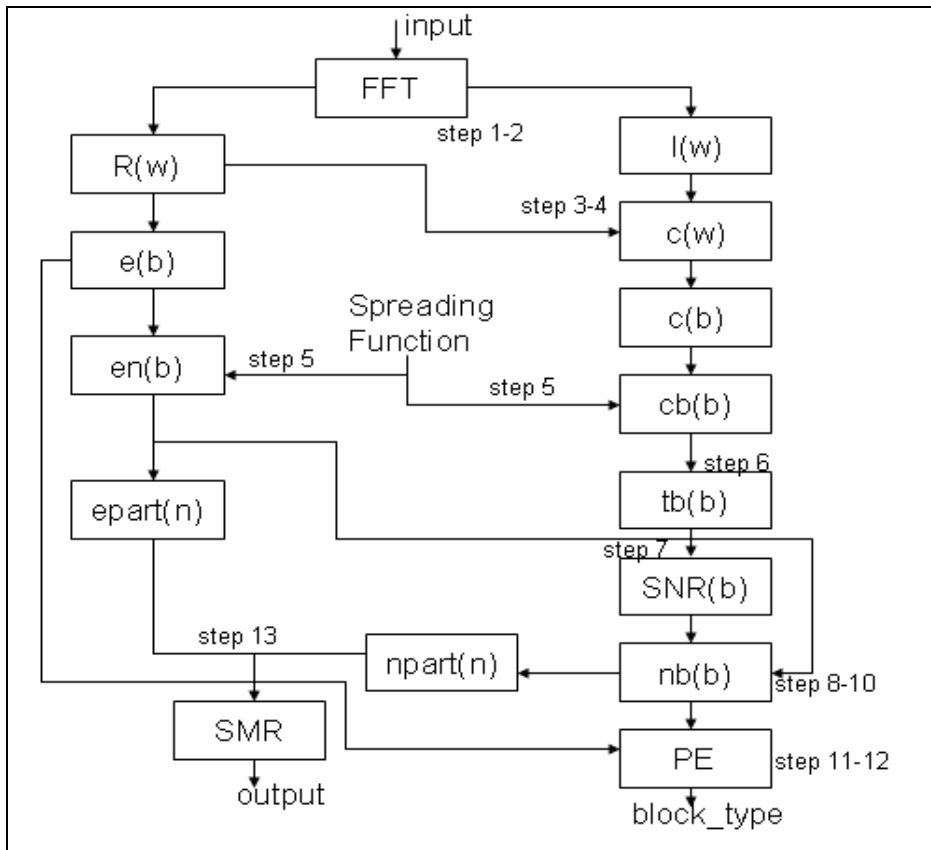 input
FFT
step 1-2
R(w)
I(w)
step 3-4
c(w)
e(b)
Spreading
Function
c(b)
en(b)
step 5
step 5
cb(b)
step 6
epart(n)
tb(b)
step 7
SNR(b)
step 13
npart(n)
nb(b)
step 8-10
SMR
PE
step 11-12
output
block_type